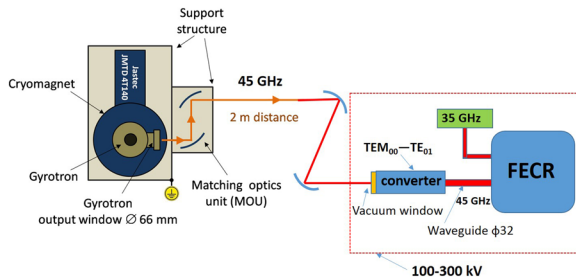 Support
structure
Jastec
JMTD-4T140
Cryomagnet
45 GHz
2 m distance
35 GHz
TEM₀₀—TE₀₁
FECR
converter
Gyrotron
Matching optics
unit (MOU)
45 GHz
Gyrotron
output window ∅ 66 mm
Vacuum window
Waveguide ϕ32
100-300 kV